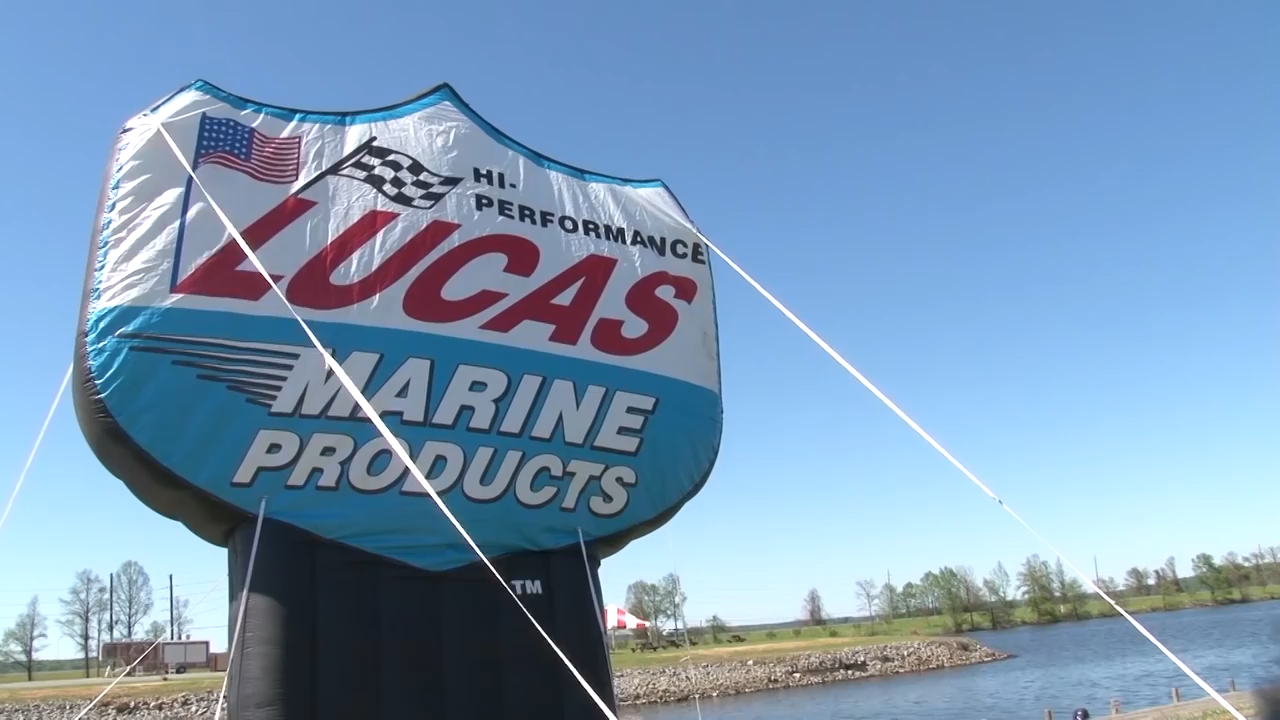 HI-
PERFORMANCE
LUCAS
MARINE
PRODUCTS
TM